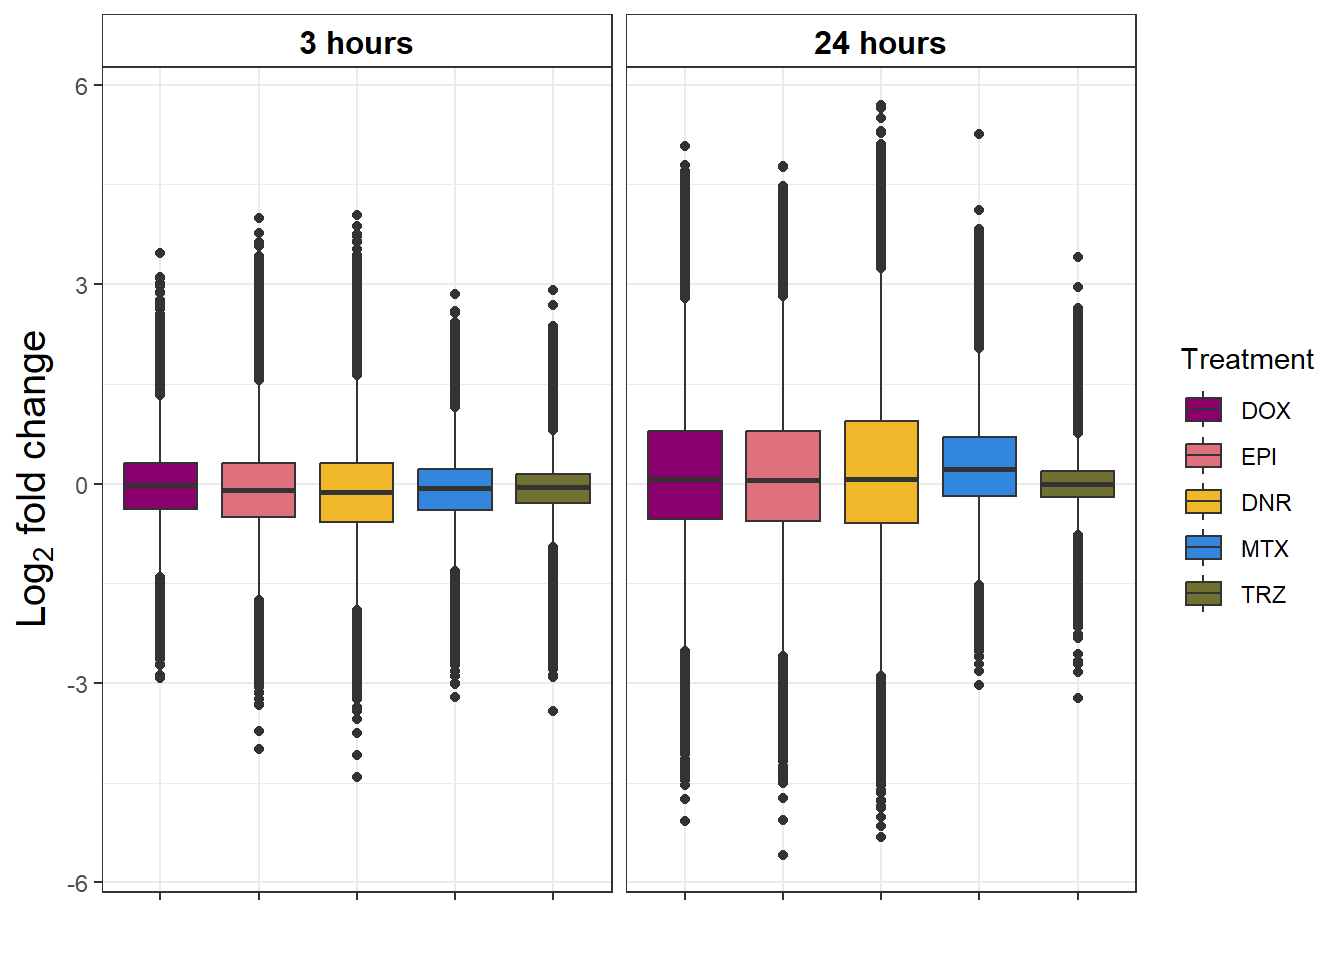 3 hours
24 hours
6
3
0
-3
-6
Log₂ fold change
Treatment
DOX
EPI
DNR
MTX
TRZ